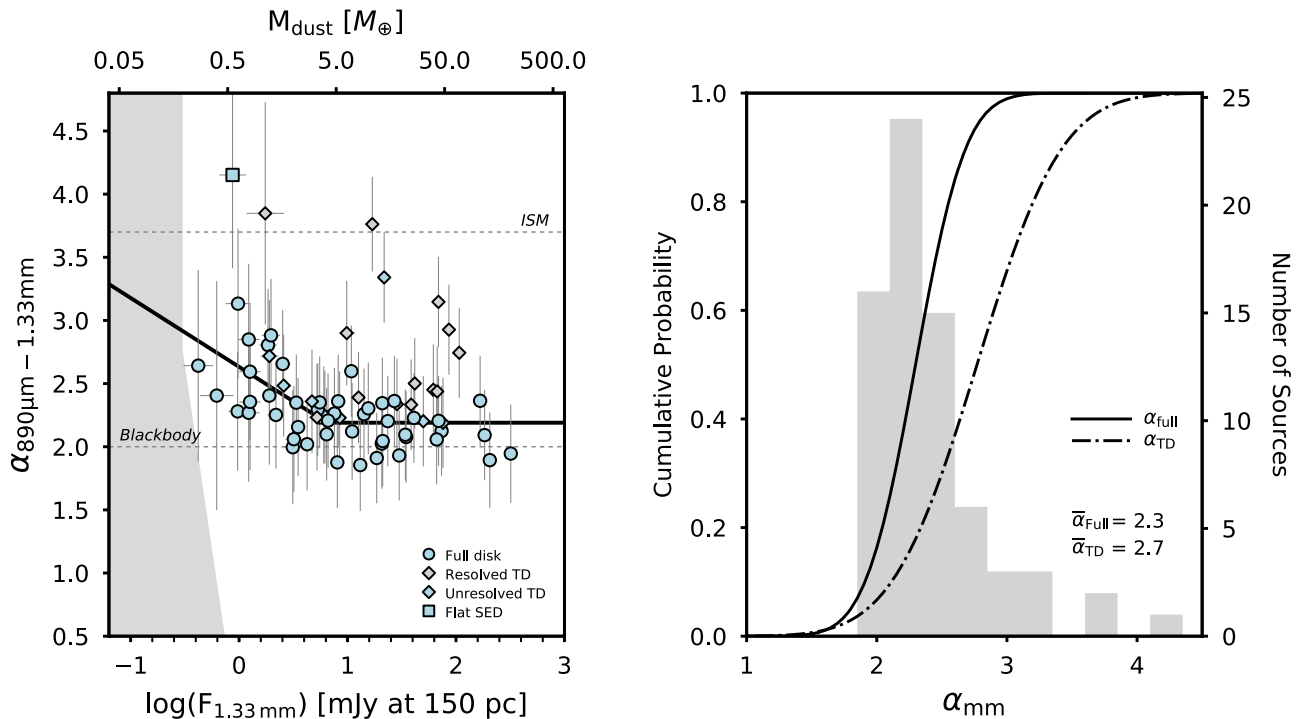 M_dust [M_⊕]
0.05 0.5 5.0 50.0 500.0
4.5
4.0
3.5
3.0
2.5
2.0
1.5
1.0
0.5
α890μm − 1.33mm
ISM
Blackbody
Full disk
Resolved TD
Unresolved TD
Flat SED
−1 0 1 2 3
log(F_1.33 mm) [mJy at 150 pc]
1.0
0.8
0.6
0.4
0.2
0.0
Cumulative Probability
α_full
α_TD
α̅_Full = 2.3
α̅_TD = 2.7
25
20
15
10
5
0
Number of Sources
1 2 3 4
α_mm